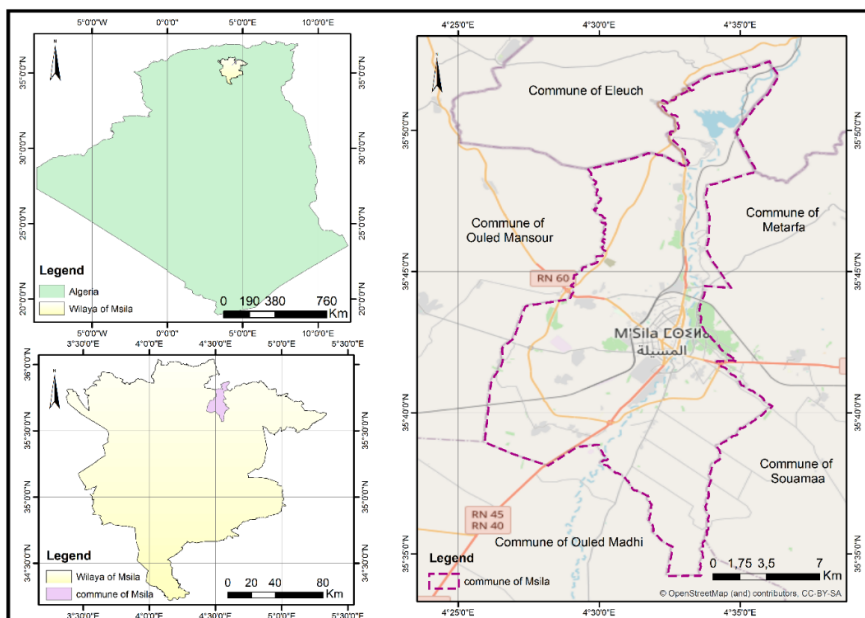 5°0'0"W 0°0'0" 5°0'0"E 10°0'0"E
N
35°0'0"N
30°0'0"N
25°0'0"N
20°0'0"N
35°0'0"N
30°0'0"N
25°0'0"N
20°0'0"N
Legend
Algeria
Wilaya of Msila
0 190 380 760
Km
5°0'0"W 0°0'0" 5°0'0"E 10°0'0"E
3°30'0"E 4°0'0"E 4°30'0"E 5°0'0"E 5°30'0"E
N
36°0'0"N
35°30'0"N
35°0'0"N
34°30'0"N
36°0'0"N
35°30'0"N
35°0'0"N
34°30'0"N
Legend
Wilaya of Msila
commune of Msila
0 20 40 80
Km
3°30'0"E 4°0'0"E 4°30'0"E 5°0'0"E 5°30'0"E
4°25'0"E 4°30'0"E 4°35'0"E
N
35°50'0"N
35°45'0"N
35°40'0"N
35°35'0"N
Commune of Eleuch
Commune of
Ouled Mansour
Commune of
Metarfa
RN 60
M'Sila ⵎⵙⵉⵍⴰ
المسيلة
Commune of
Souamaa
RN 45
RN 40
Commune of Ouled Madhi
Legend
commune of Msila
0 1,75 3,5 7
Km
© OpenStreetMap (and) contributors, CC-BY-SA
35°50'0"N
35°45'0"N
35°40'0"N
35°35'0"N
4°25'0"E 4°30'0"E 4°35'0"E